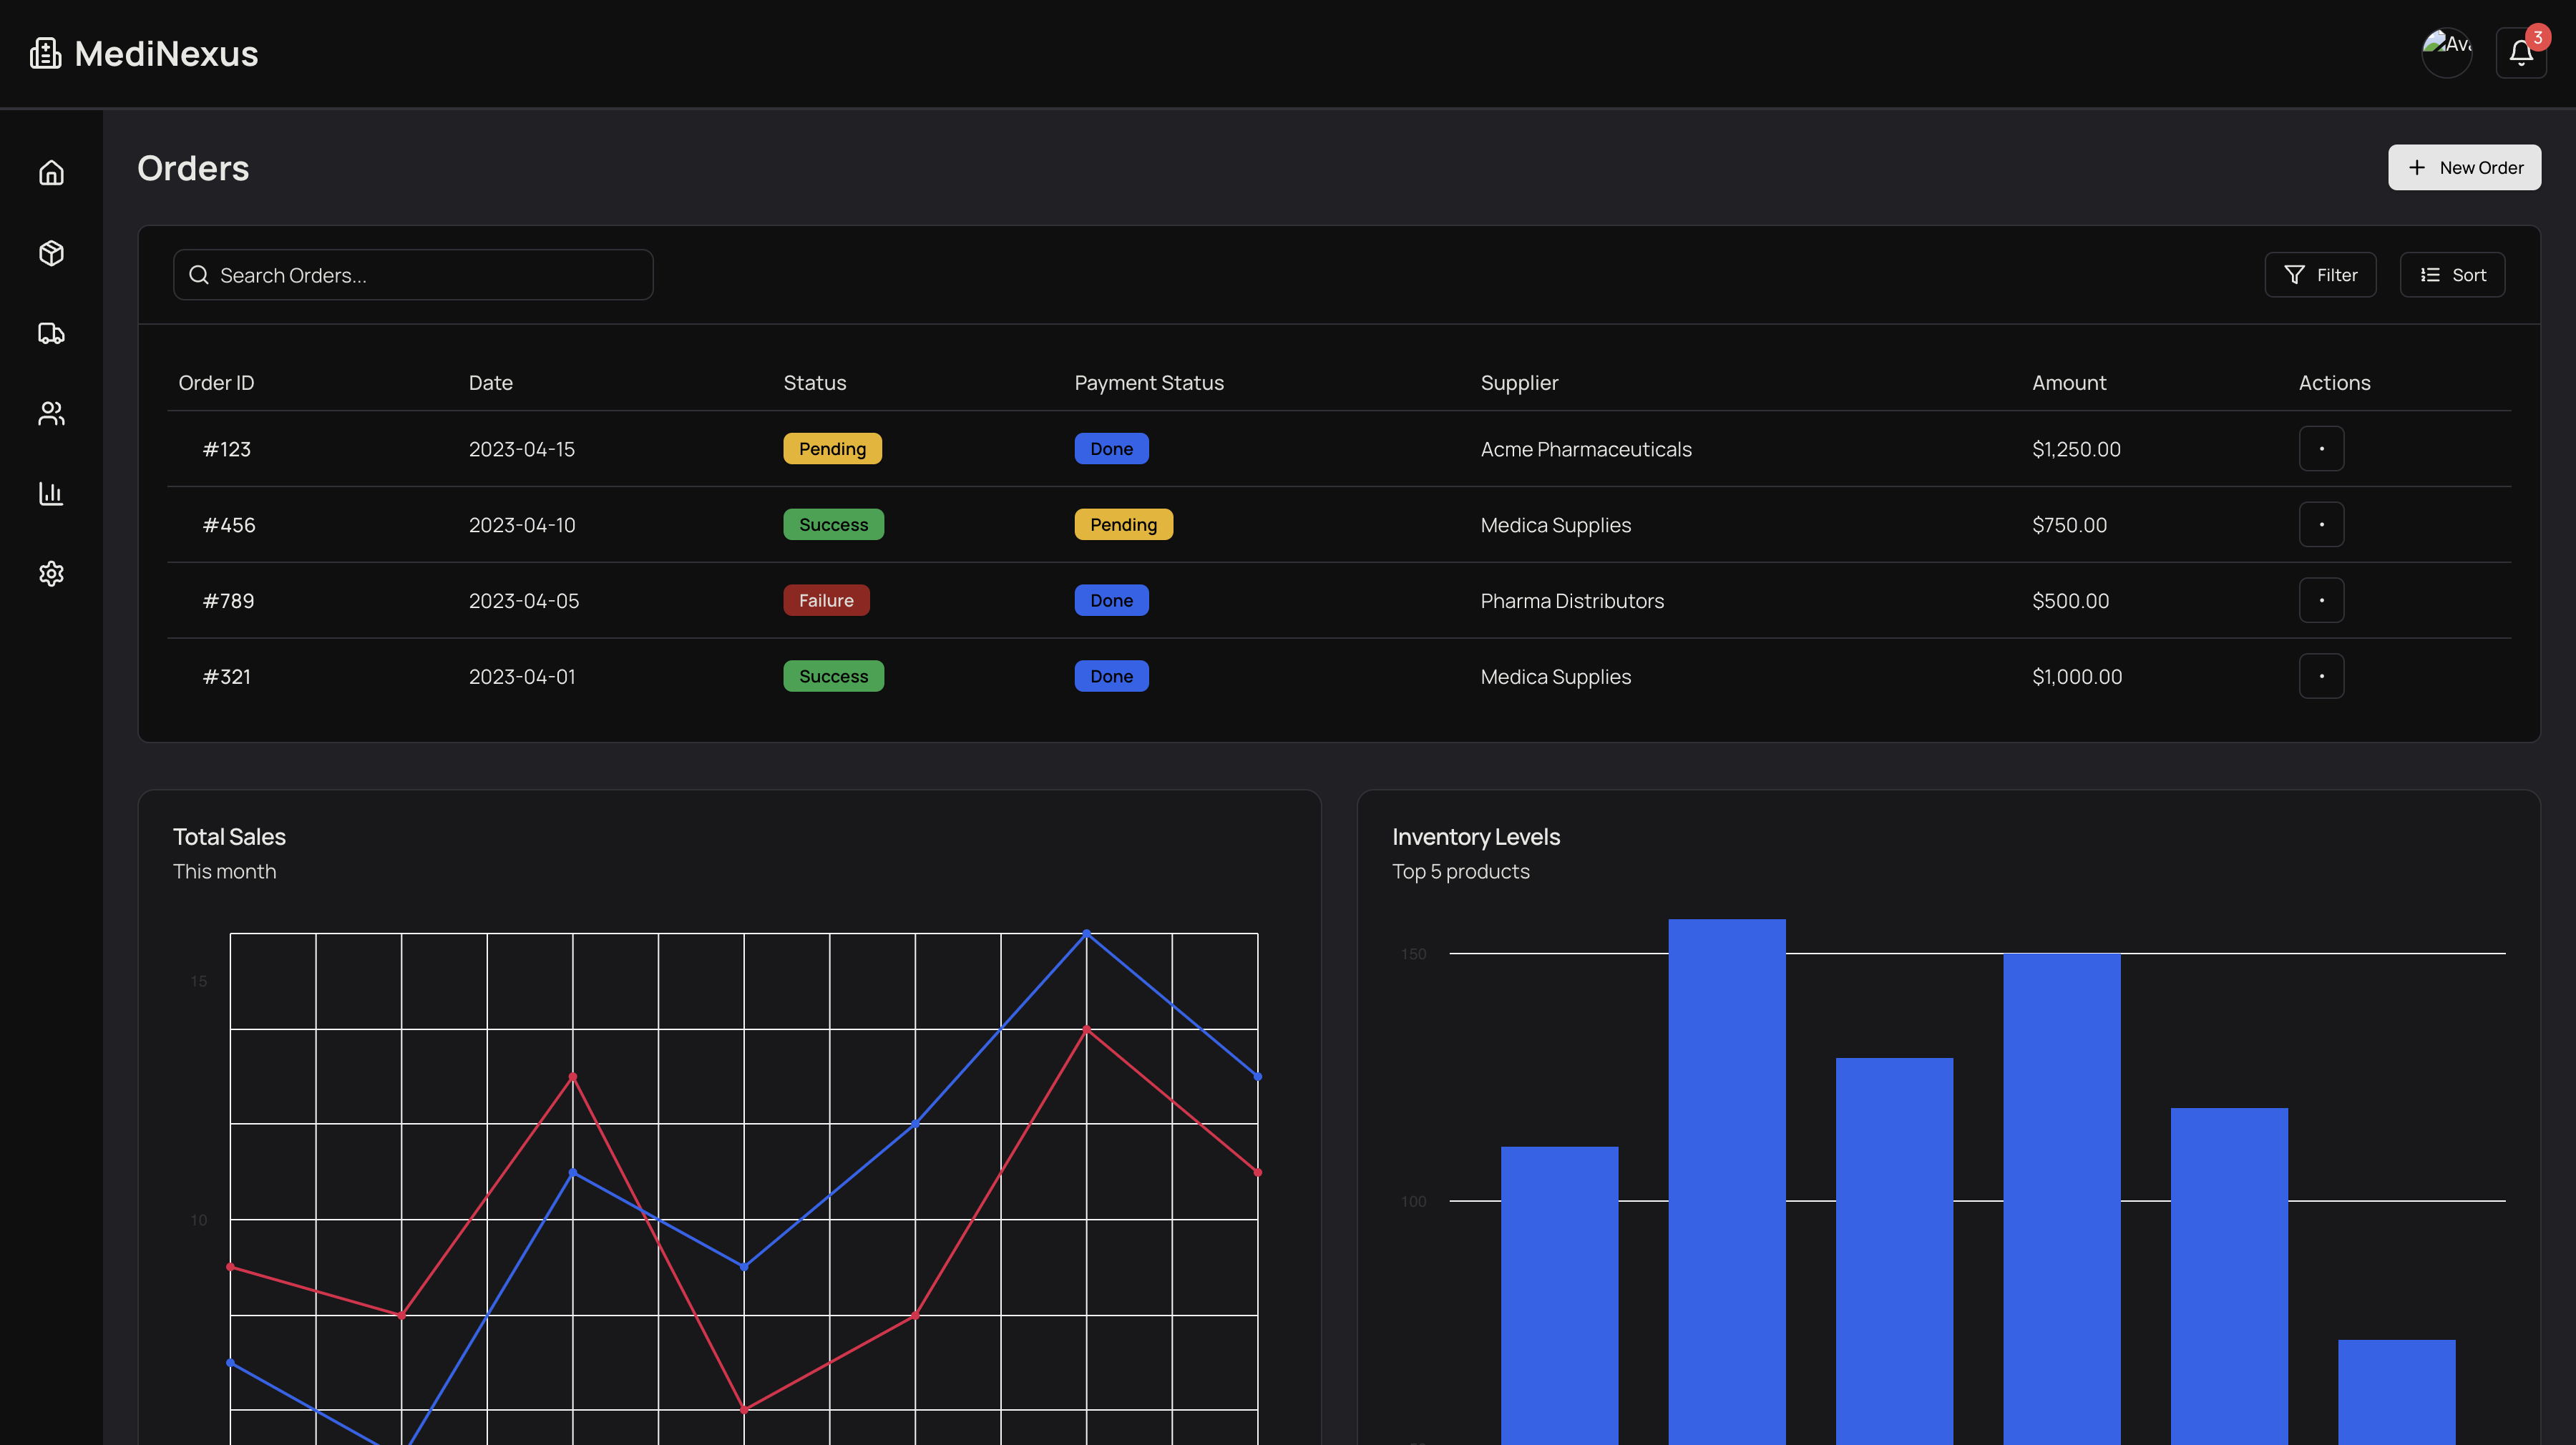 MediNexus
Av
3
Orders
New Order
Search Orders...
Filter
Sort
Order ID Date Status Payment Status Supplier Amount Actions
#123 2023-04-15 Pending Done Acme Pharmaceuticals $1,250.00
#456 2023-04-10 Success Pending Medica Supplies $750.00
#789 2023-04-05 Failure Done Pharma Distributors $500.00
#321 2023-04-01 Success Done Medica Supplies $1,000.00
Total Sales
This month
15
10
Inventory Levels
Top 5 products
150
100